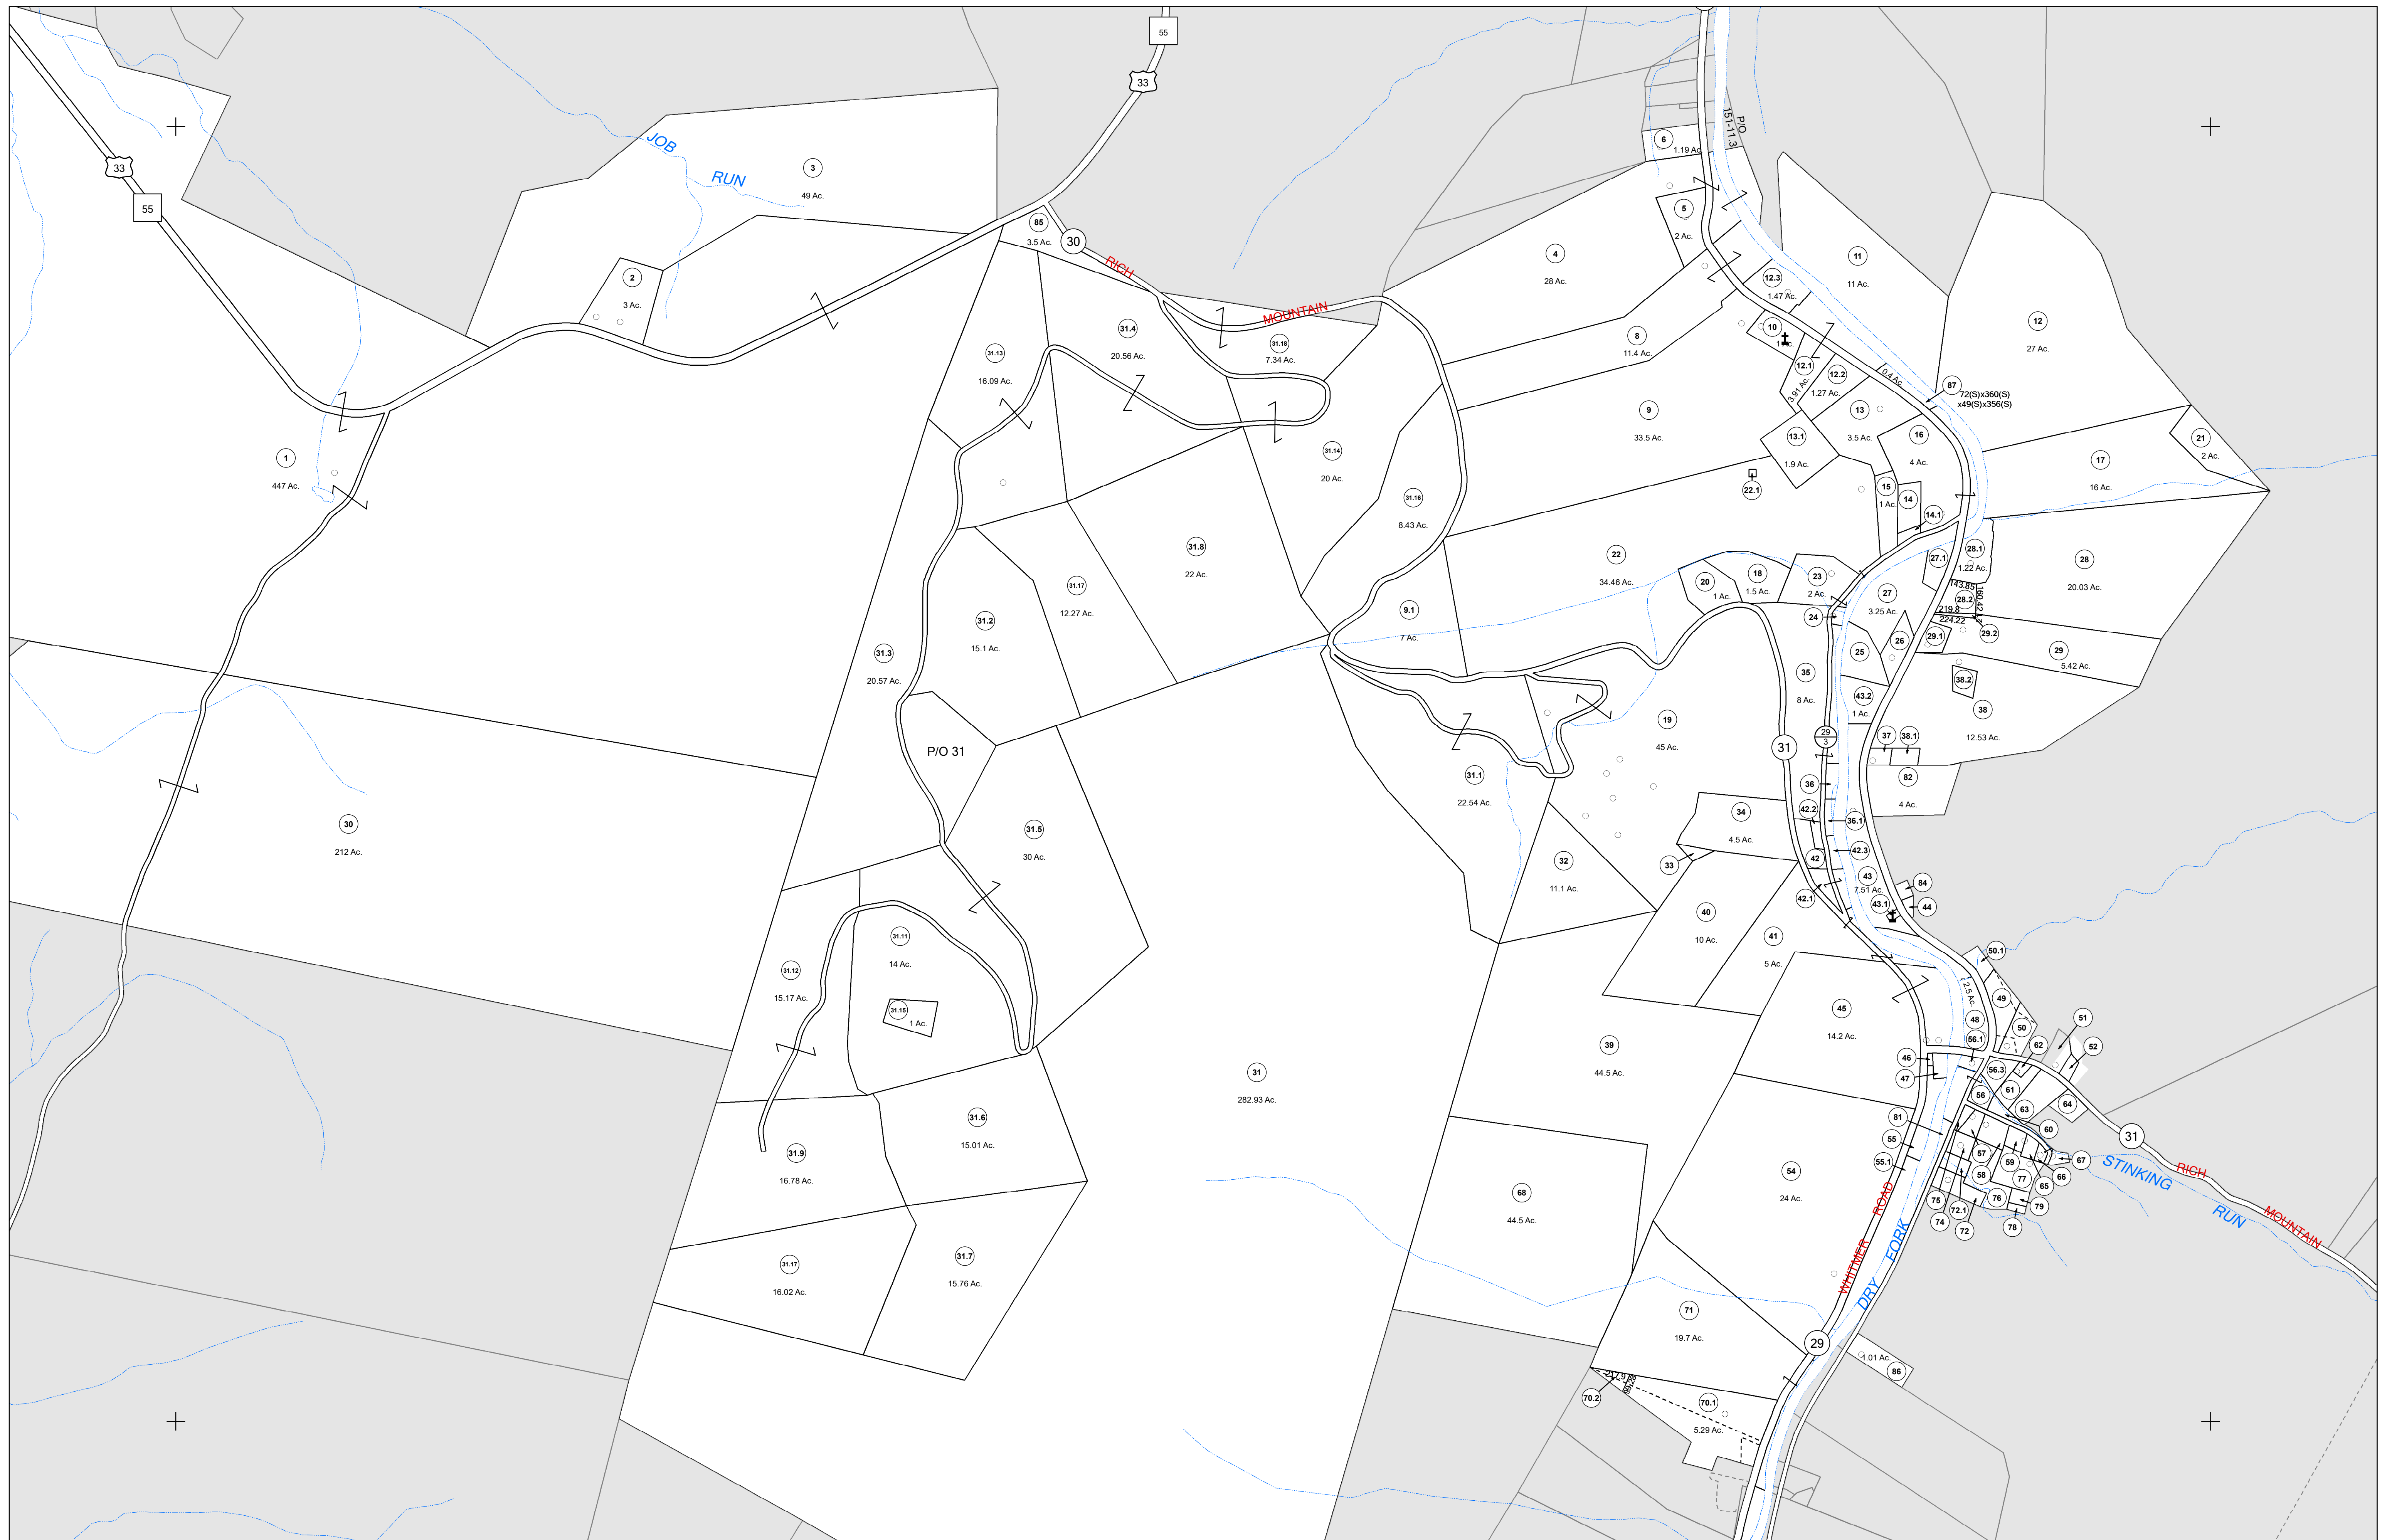 55
33
33
55
JOB
RUN
3
49 Ac.
2
3 Ac.
85
3.5 Ac.
30
RICH
MOUNTAIN
1
447 Ac.
31.13
16.09 Ac.
31.4
20.56 Ac.
31.18
7.34 Ac.
31.14
20 Ac.
31.16
8.43 Ac.
31.8
22 Ac.
31.17
12.27 Ac.
31.2
15.1 Ac.
31.3
20.57 Ac.
P/O 31
30
212 Ac.
31.5
30 Ac.
31.11
14 Ac.
31.12
15.17 Ac.
31.15
1 Ac.
31.6
15.01 Ac.
31.9
16.78 Ac.
31.7
15.76 Ac.
31.17
16.02 Ac.
31
282.93 Ac.
P/O
151-11.3
6
1.19 Ac.
5
2 Ac.
4
28 Ac.
11
11 Ac.
12.3
1.47 Ac.
12
27 Ac.
8
11.4 Ac.
10
12.1
3.91 Ac.
12.2
1.27 Ac.
0.4 Ac.
87
72(S)x360(S)
x49(S)x356(S)
9
33.5 Ac.
13
3.5 Ac.
13.1
1.9 Ac.
16
4 Ac.
21
2 Ac.
17
16 Ac.
22.1
15
1 Ac.
14
14.1
22
34.46 Ac.
20
1 Ac.
18
1.5 Ac.
23
2 Ac.
24
27.1
28.1
1.22 Ac.
28
20.03 Ac.
27
3.25 Ac.
143.85
28.2
160.42
219.8
224.22
29.2
29.1
29
5.42 Ac.
26
25
9.1
7 Ac.
35
8 Ac.
43.2
1 Ac.
38.2
38
12.53 Ac.
19
45 Ac.
31
29
3
37
38.1
82
4 Ac.
31.1
22.54 Ac.
36
42.2
36.1
34
4.5 Ac.
33
42
42.3
32
11.1 Ac.
43
7.51 Ac.
84
43.1
44
42.1
40
10 Ac.
41
5 Ac.
50.1
2.5 Ac.
49
45
14.2 Ac.
48
50
51
56.1
62
52
39
44.5 Ac.
46
47
56.3
56
61
63
64
81
60
31
55
57
55.1
58
59
77
67
66
65
RICH
MOUNTAIN
STINKING
RUN
54
24 Ac.
75
74
72.1
72
76
79
78
68
44.5 Ac.
WHITMER
ROAD
DRY
FORK
71
19.7 Ac.
29
1.01 Ac.
86
70.2
70.1
5.29 Ac.